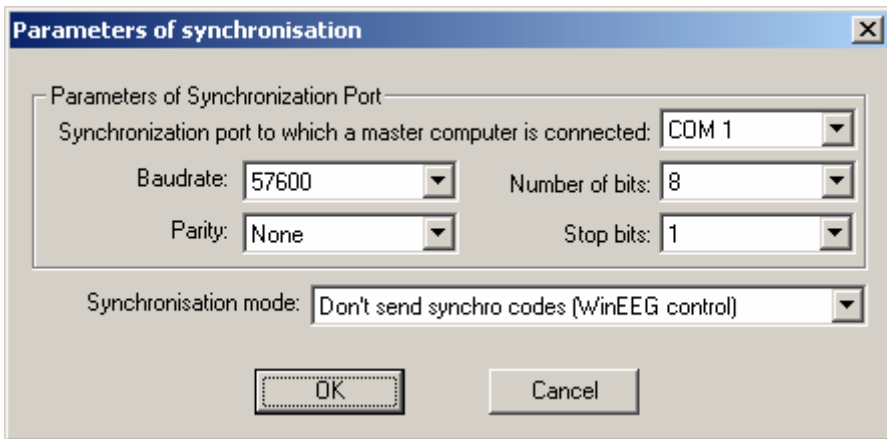 Parameters of synchronisation
Parameters of Synchronization Port
Synchronization port to which a master computer is connected: COM 1
Baudrate: 57600 Number of bits: 8
Parity: None Stop bits: 1
Synchronisation mode: Don't send synchro codes (WinEEG control)
OK Cancel